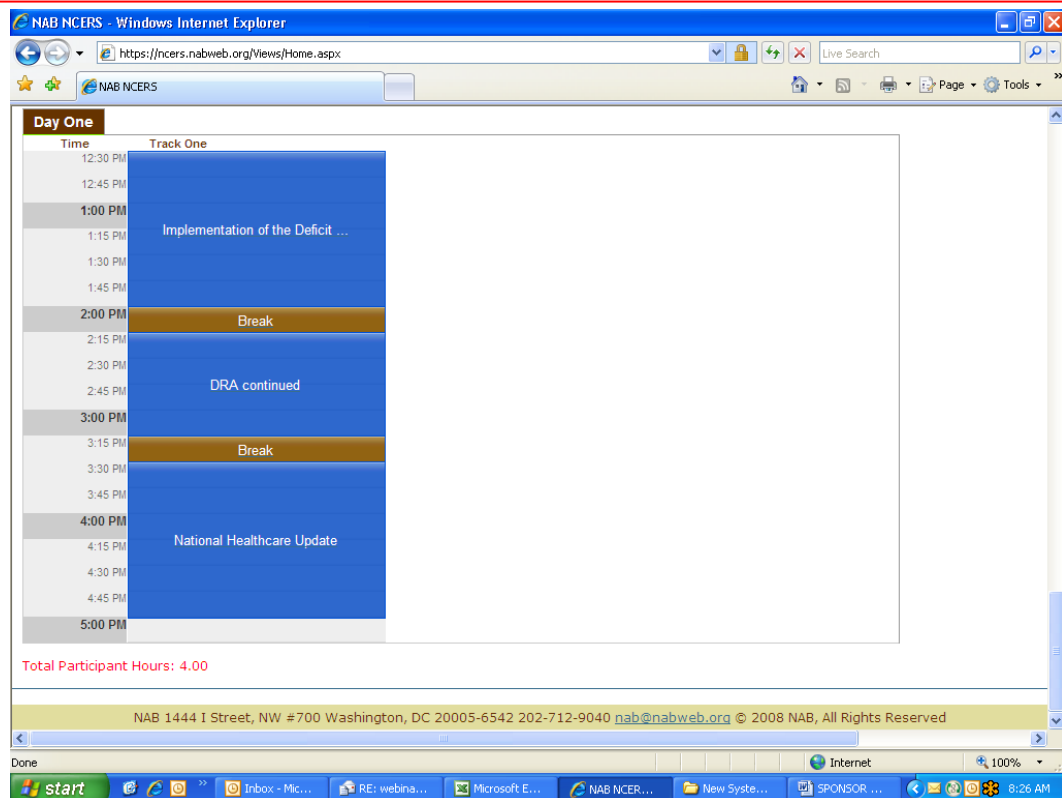 NAB NCERS - Windows Internet Explorer
https://ncers.nabweb.org/Views/Home.aspx
Live Search
NAB NCERS
Page
Tools
Day One
Time Track One
12:30 PM
12:45 PM
1:00 PM
1:15 PM Implementation of the Deficit ...
1:30 PM
1:45 PM
2:00 PM Break
2:15 PM
2:30 PM
2:45 PM DRA continued
3:00 PM
3:15 PM Break
3:30 PM
3:45 PM
4:00 PM
4:15 PM National Healthcare Update
4:30 PM
4:45 PM
5:00 PM
Total Participant Hours: 4.00
NAB 1444 I Street, NW #700 Washington, DC 20005-6542 202-712-9040 nab@nabweb.org © 2008 NAB, All Rights Reserved
Done Internet 100%
start Inbox - Mic... RE: webina... Microsoft E... NAB NCER... New Syste... SPONSOR ... 8:26 AM